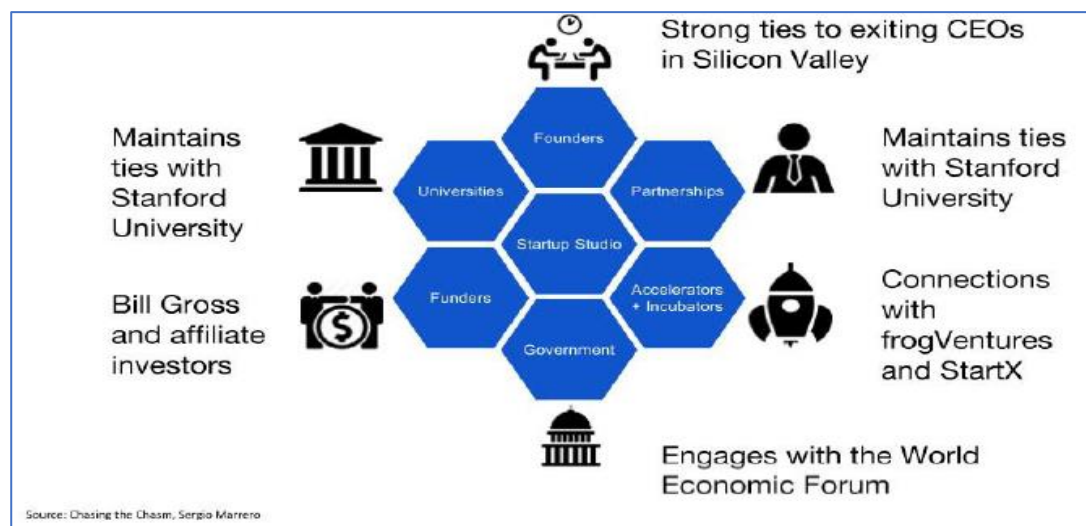 Strong ties to exiting CEOs
in Silicon Valley
Founders
Maintains
ties with
Stanford
University
Universities
Partnerships
Maintains ties
with Stanford
University
Startup Studio
Bill Gross
and affiliate
investors
Funders
Accelerators
+ Incubators
Connections
with
frogVentures
and StartX
Government
Engages with the World
Economic Forum
Source: Chasing the Chasm, Sergio Marrero